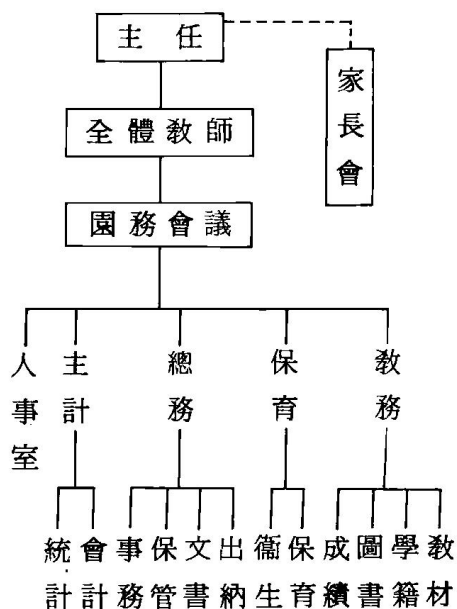 主任
家長會
全體教師
園務會議
人事室
主計
總務
保育
教務
統計
會計
事務
保管
文書
出納
衞生
保育
成績
圖書
學籍
教材